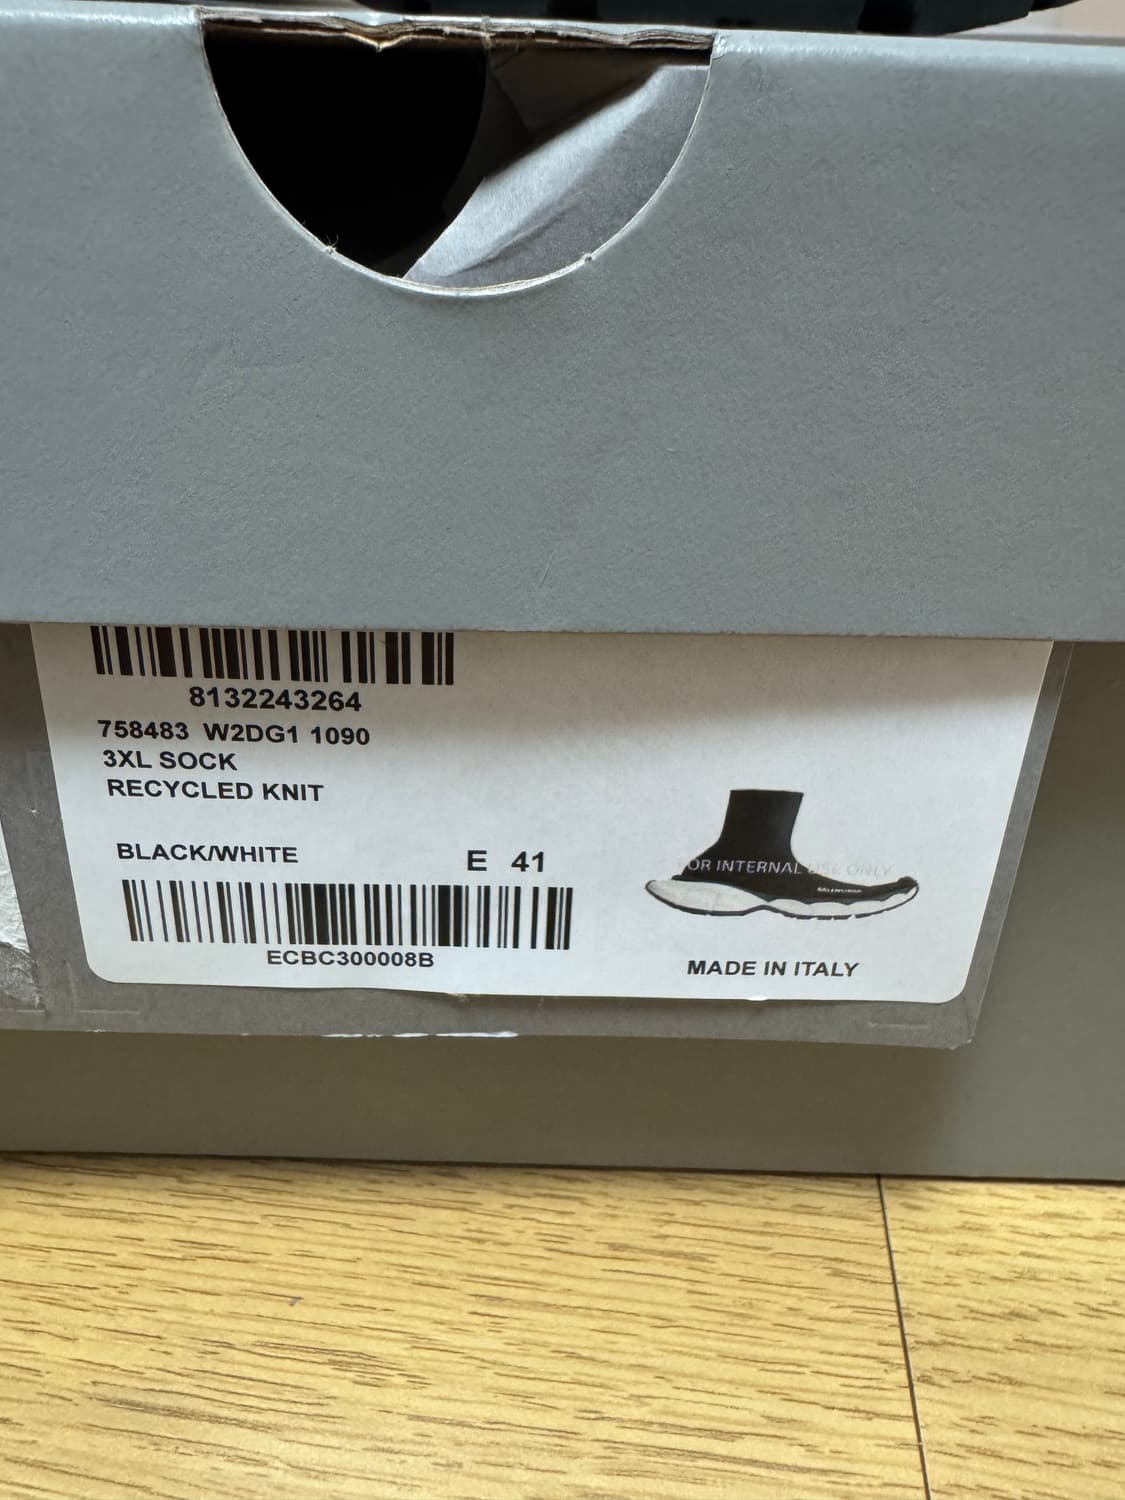 8132243264
758483 W2DG1 1090
3XL SOCK
RECYCLED KNIT
BLACK/WHITE
E 41
FOR INTERNAL USE ONLY
ECBC300008B
MADE IN ITALY